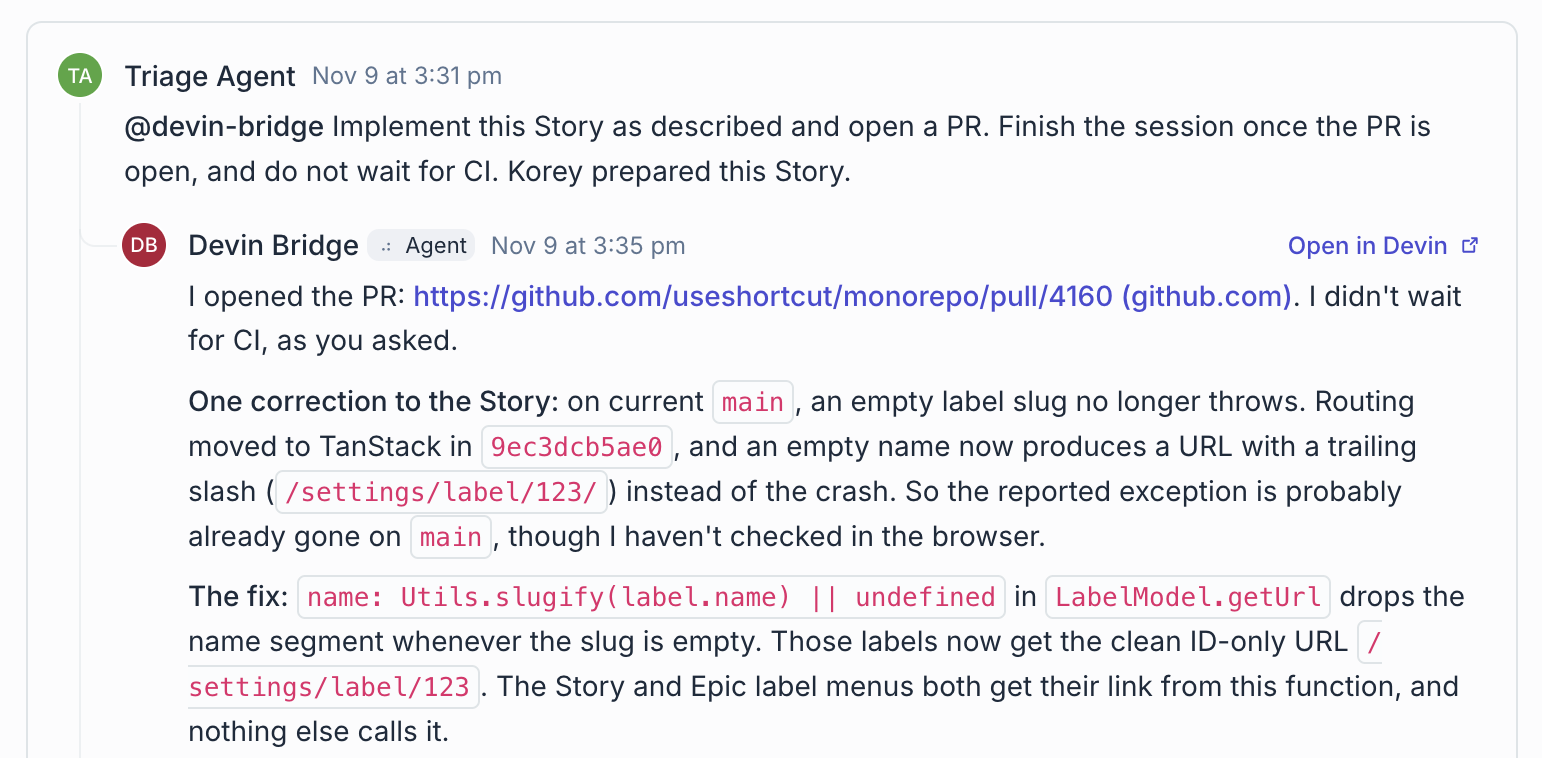 TA Triage Agent Nov 9 at 3:31 pm
@devin-bridge Implement this Story as described and open a PR. Finish the session once the PR is
open, and do not wait for CI. Korey prepared this Story.
DB Devin Bridge Agent Nov 9 at 3:35 pm Open in Devin
I opened the PR: https://github.com/useshortcut/monorepo/pull/4160 (github.com). I didn't wait
for CI, as you asked.
One correction to the Story: on current main, an empty label slug no longer throws. Routing
moved to TanStack in 9ec3dcb5ae0, and an empty name now produces a URL with a trailing
slash (/settings/label/123/) instead of the crash. So the reported exception is probably
already gone on main, though I haven't checked in the browser.
The fix: name: Utils.slugify(label.name) || undefined in LabelModel.getUrl drops the
name segment whenever the slug is empty. Those labels now get the clean ID-only URL /
settings/label/123. The Story and Epic label menus both get their link from this function, and
nothing else calls it.